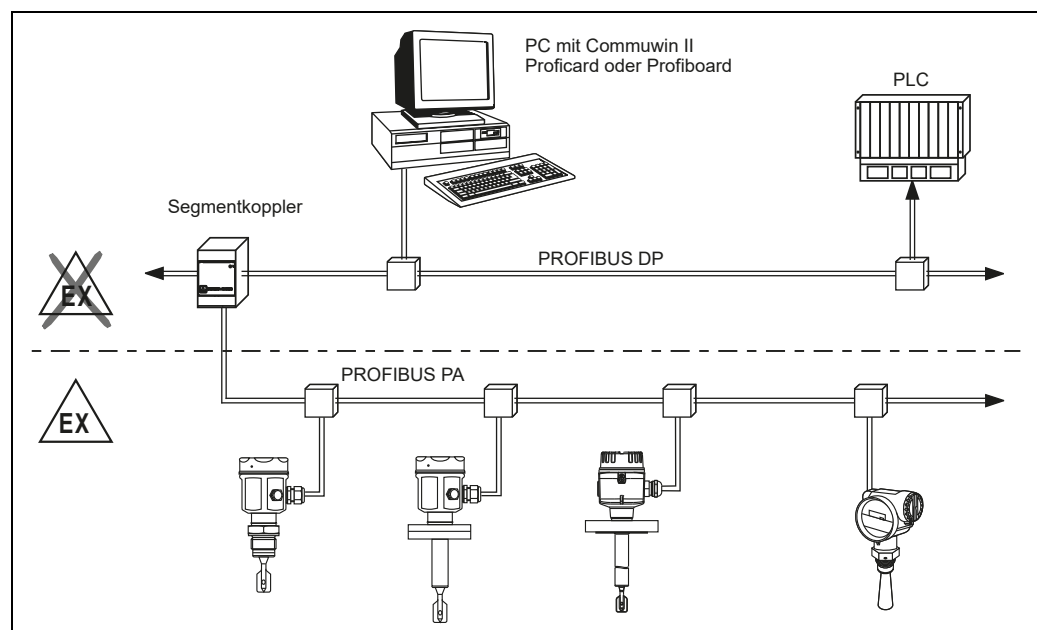 PC mit Commuwin II
Proficard oder Profiboard
PLC
Segmentkoppler
PROFIBUS DP
EX
PROFIBUS PA
EX